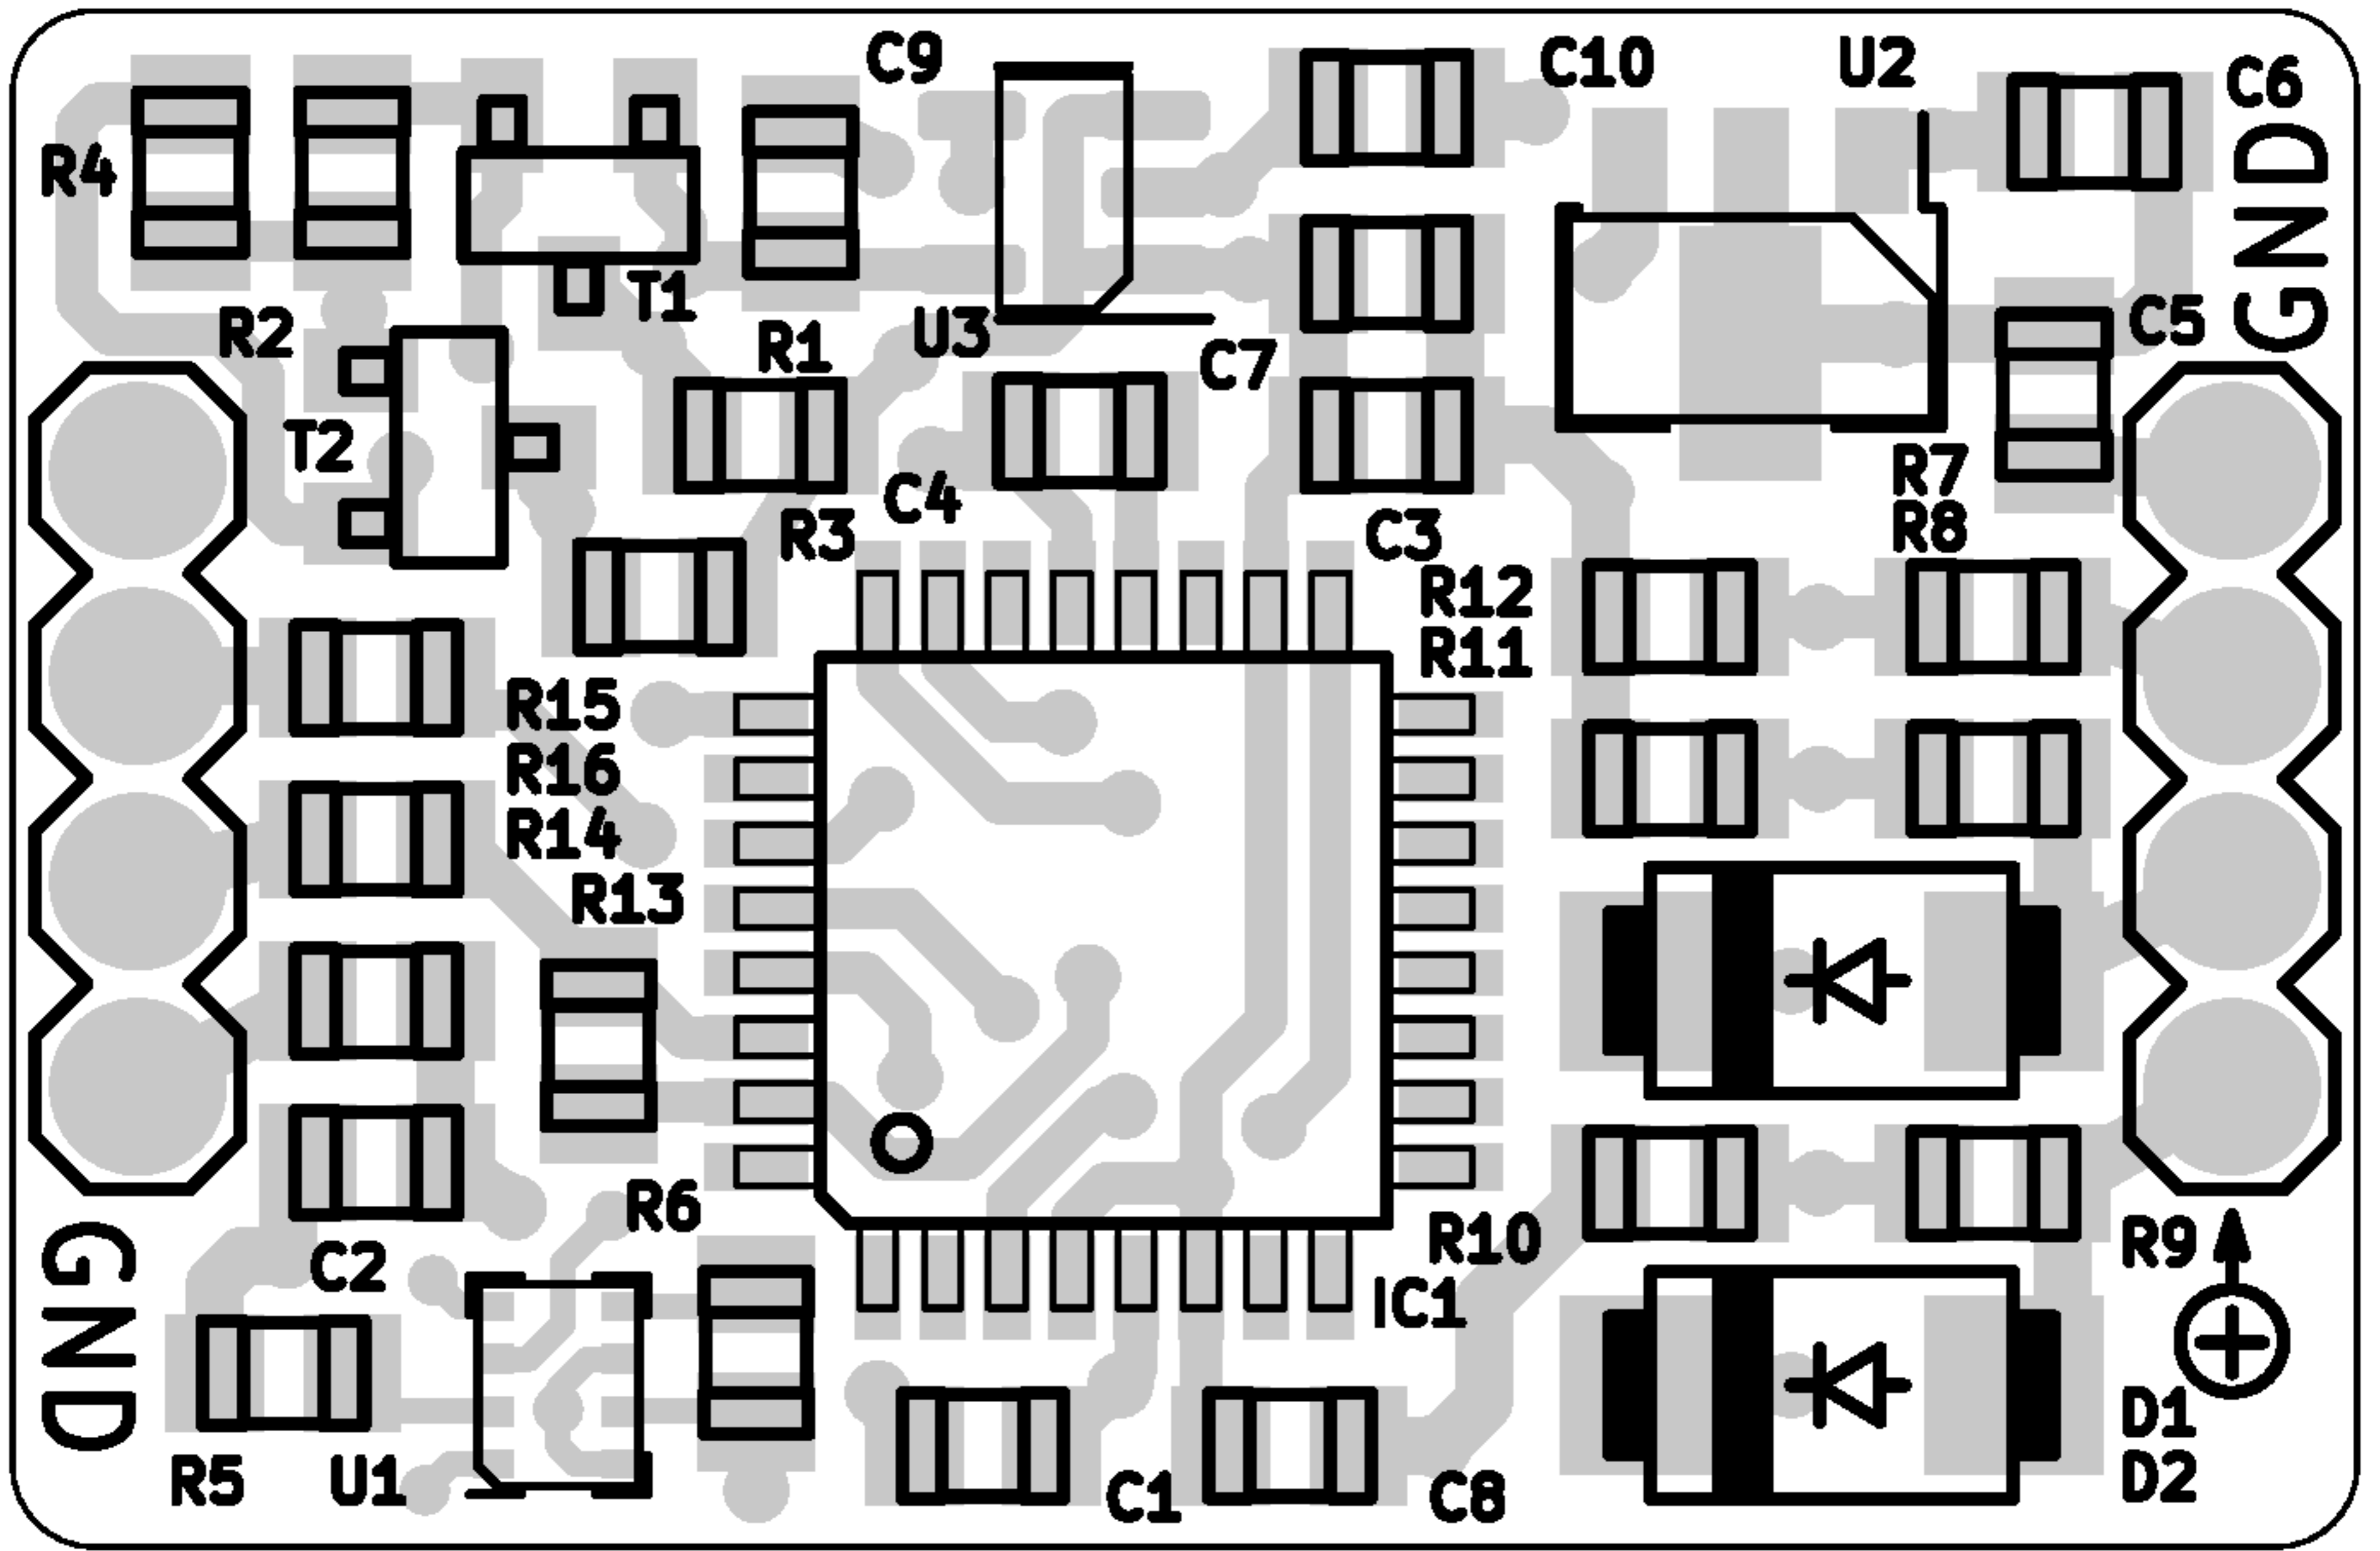 C9
C10
U2
C6
R4
GND
T1
R2
R1
U3
C7
C5
T2
C4
R3
C3
R7
R8
R12
R11
R15
R16
R14
R13
R6
R10
R9
GND
C2
IC1
D1
R5
U1
C1
C8
D2